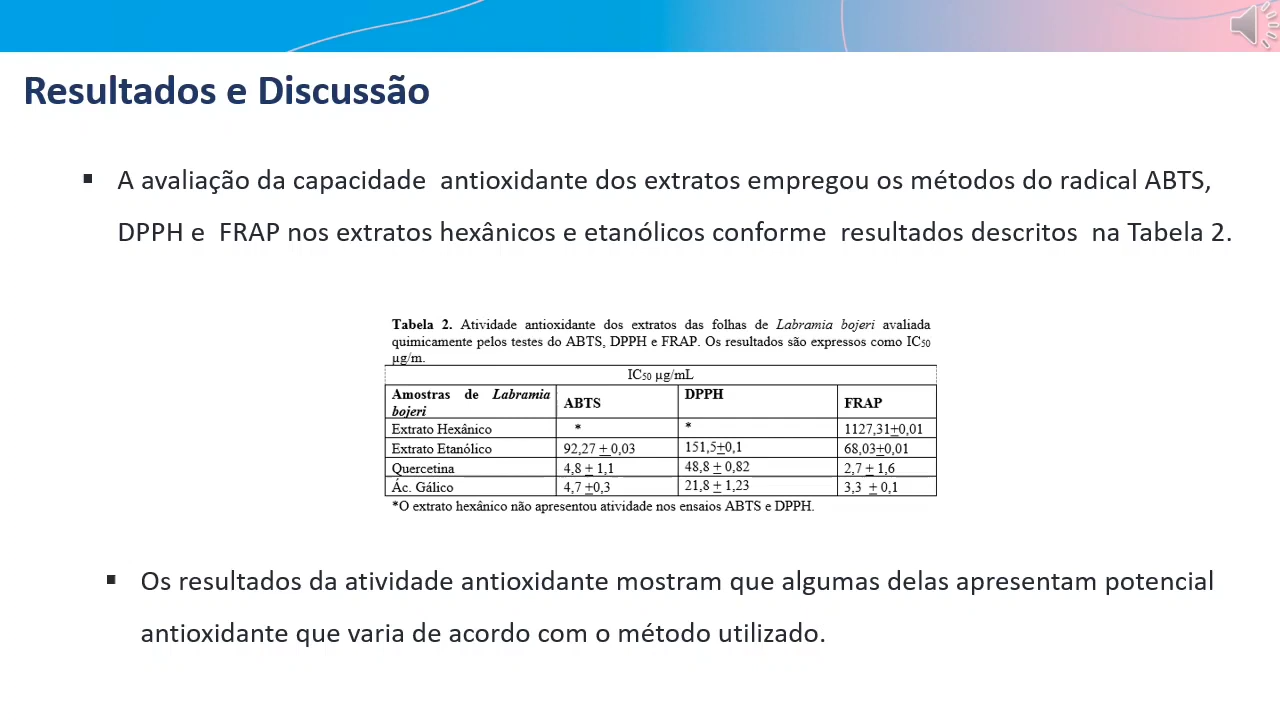 Resultados e Discussão
▪ A avaliação da capacidade antioxidante dos extratos empregou os métodos do radical ABTS,
DPPH e FRAP nos extratos hexânicos e etanólicos conforme resultados descritos na Tabela 2.
Tabela 2. Atividade antioxidante dos extratos das folhas de Labramia bojeri avaliada
quimicamente pelos testes do ABTS, DPPH e FRAP. Os resultados são expressos como IC50
µg/m.
IC50 µg/mL
Amostras de Labramia
bojeri
ABTS DPPH FRAP
Extrato Hexânico * * 1127,31±0,01
Extrato Etanólico 92,27 ± 0,03 151,5±0,1 68,03±0,01
Quercetina 4,8 ± 1,1 48,8 ± 0,82 2,7 ± 1,6
Ác. Gálico 4,7 ±0,3 21,8 ± 1,23 3,3 ± 0,1
*O extrato hexânico não apresentou atividade nos ensaios ABTS e DPPH.
▪ Os resultados da atividade antioxidante mostram que algumas delas apresentam potencial
antioxidante que varia de acordo com o método utilizado.